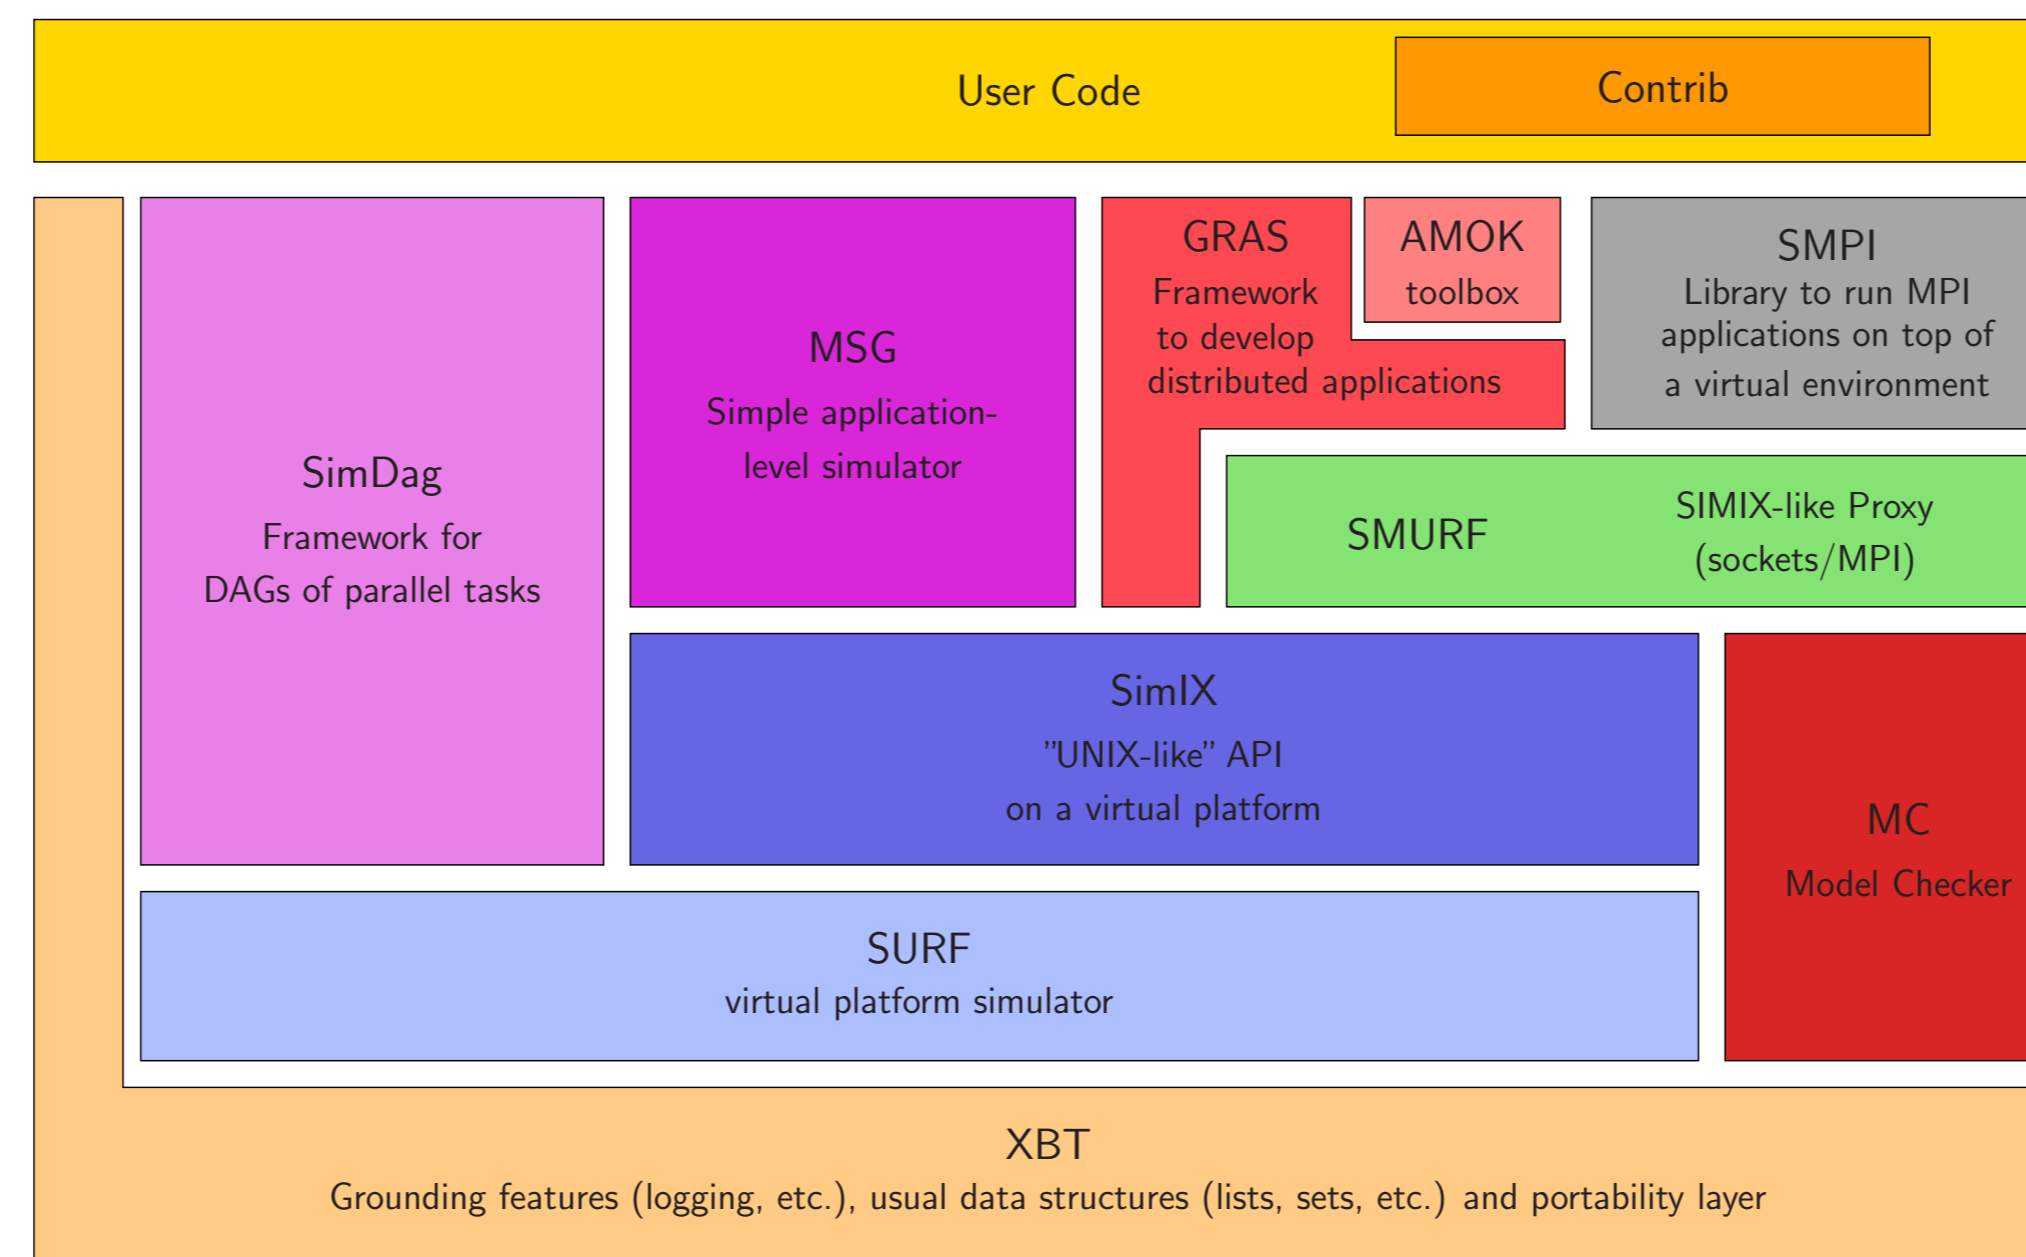 User Code
Contrib
SimDag
Framework for
DAGs of parallel tasks
MSG
Simple application-
level simulator
GRAS
Framework
to develop
distributed applications
AMOK
toolbox
SMPI
Library to run MPI
applications on top of
a virtual environment
SMURF
SIMIX-like Proxy
(sockets/MPI)
SimIX
”UNIX-like” API
on a virtual platform
MC
Model Checker
SURF
virtual platform simulator
XBT
Grounding features (logging, etc.), usual data structures (lists, sets, etc.) and portability layer